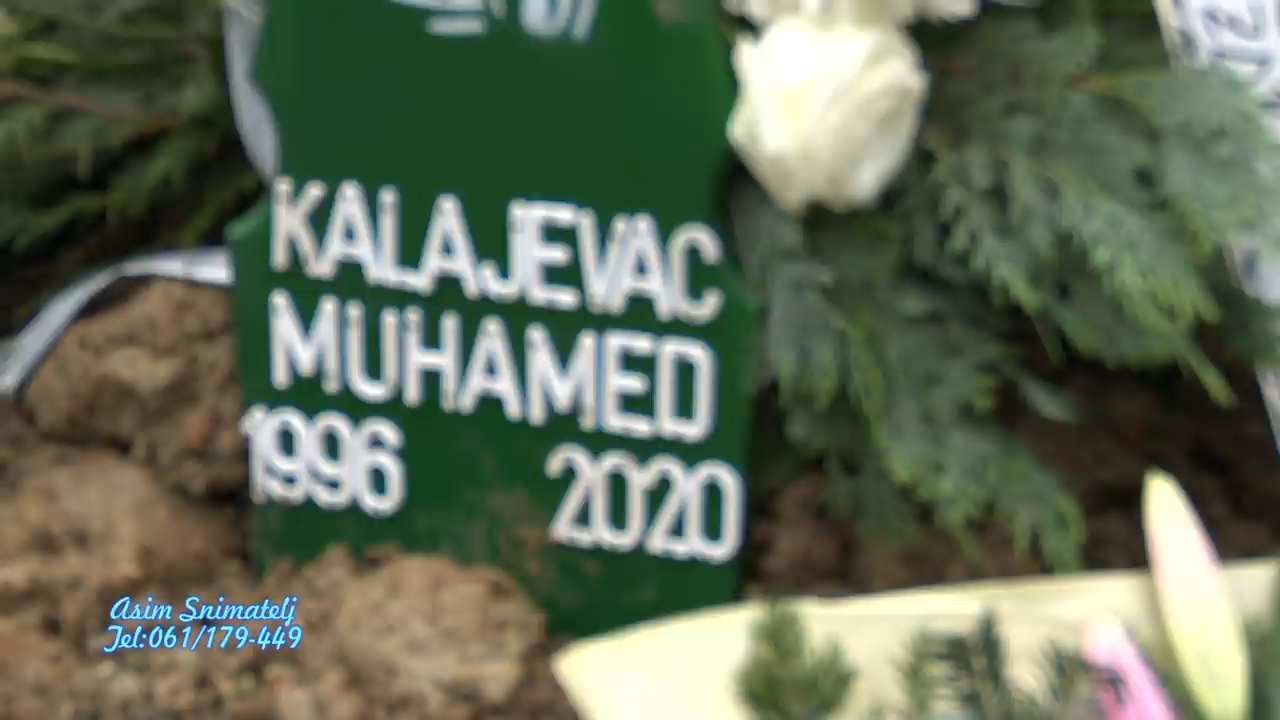 KALAJEVAC
MUHAMED
1996 2020
Asim Snimatelj
Tel:061/179-449